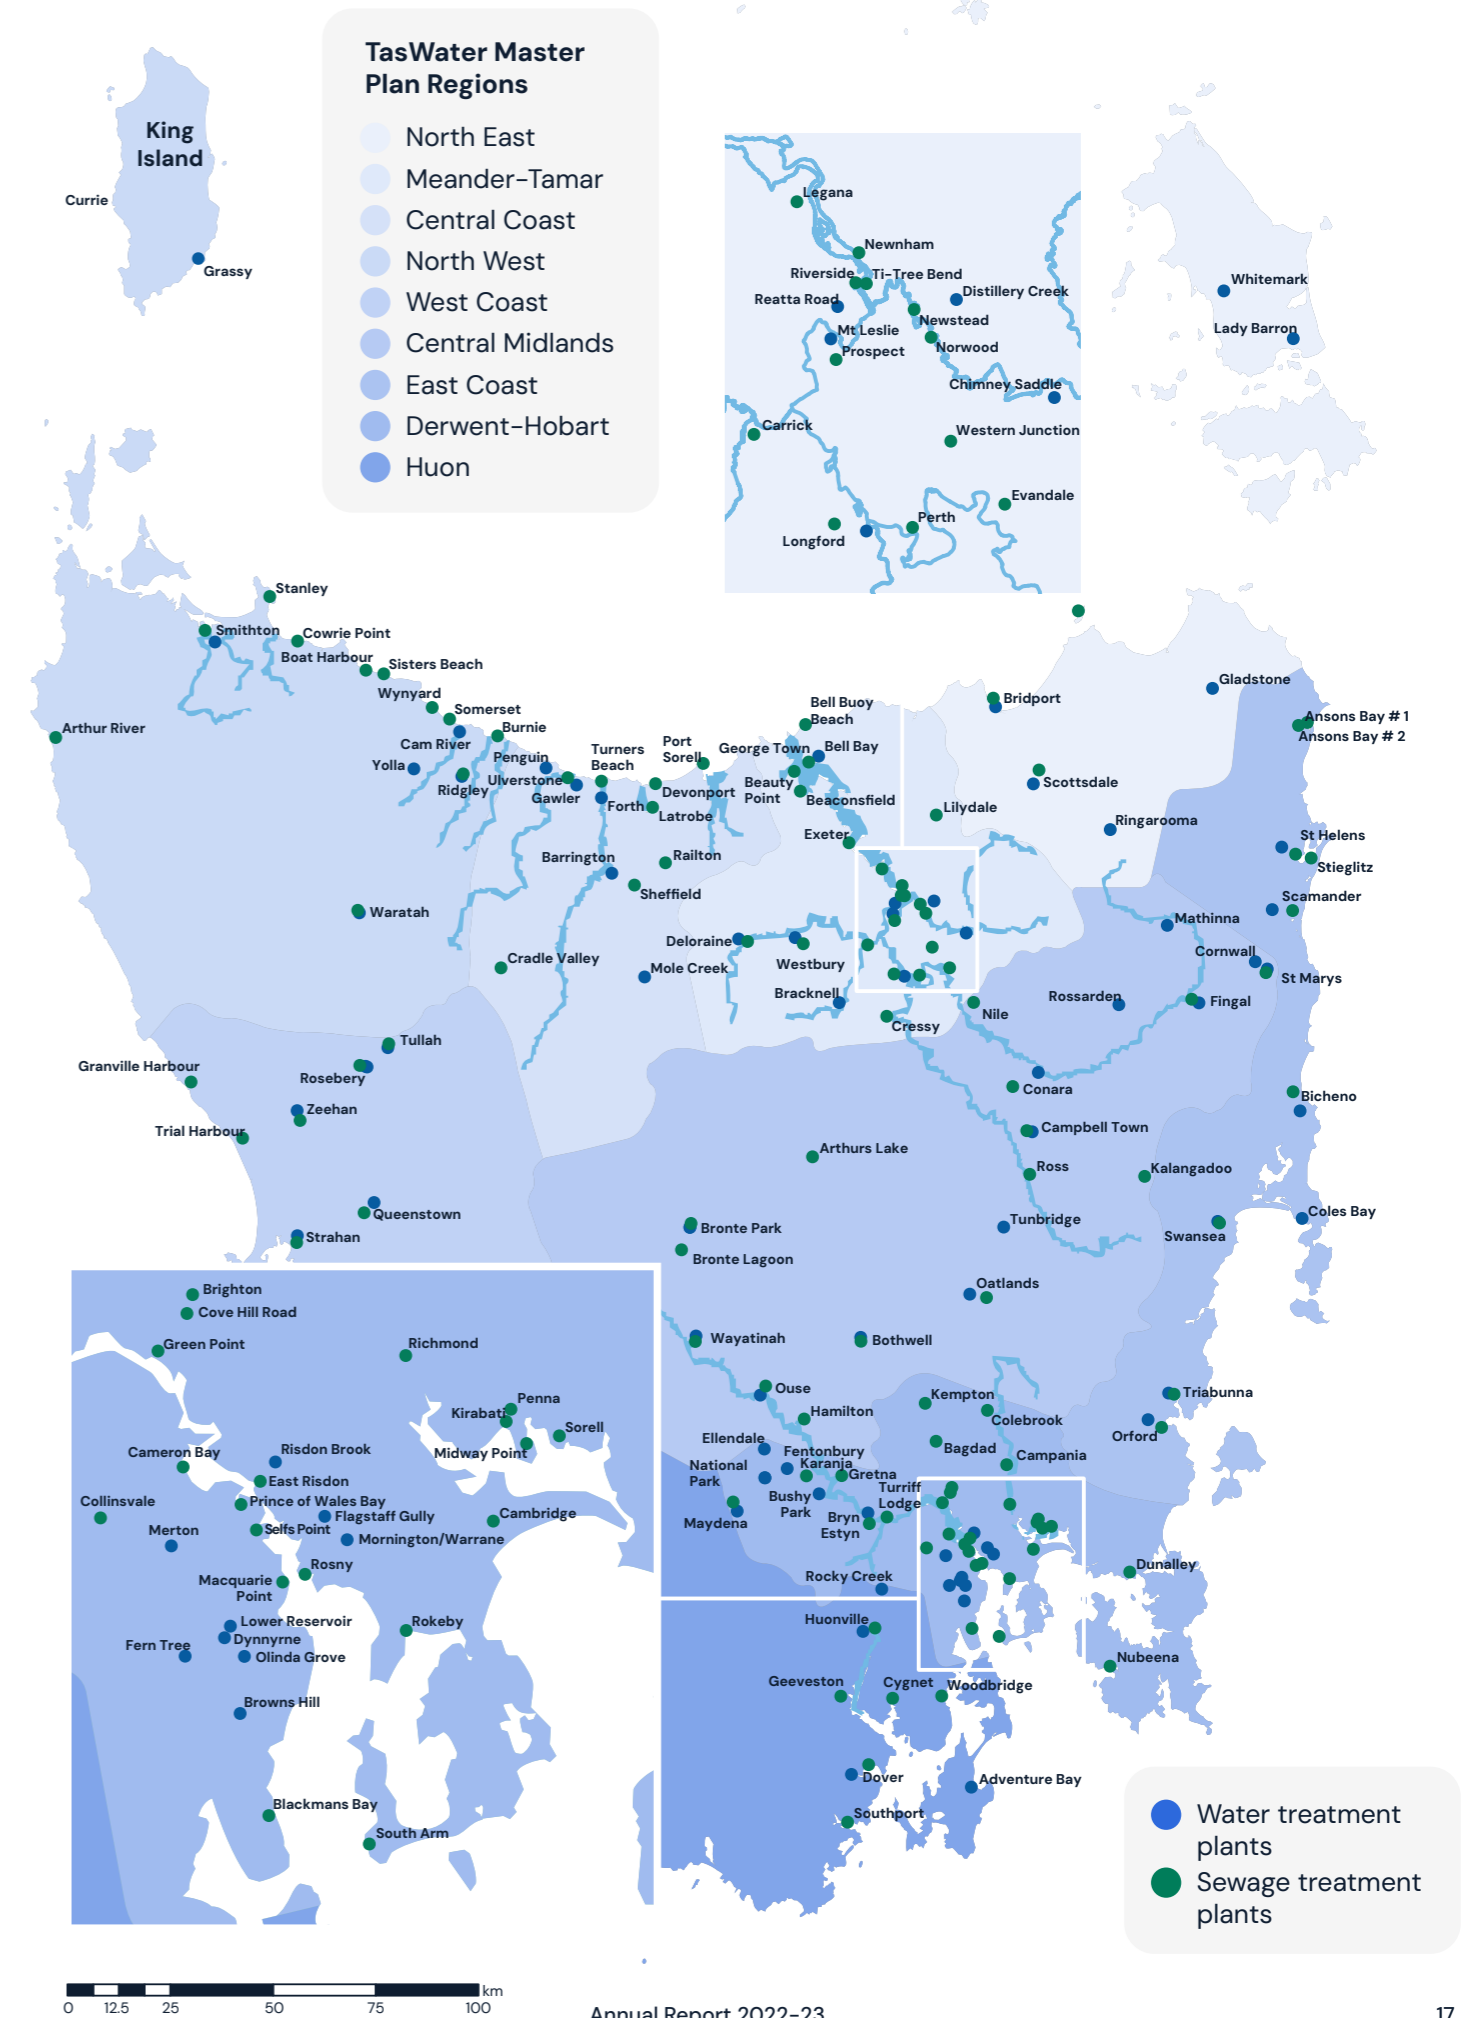 TasWater Master
Plan Regions
North East
Meander-Tamar
Central Coast
North West
West Coast
Central Midlands
East Coast
Derwent-Hobart
Huon
King
Island
Currie
Grassy
Legana
Newnham
Riverside
Ti-Tree Bend
Reatta Road
Distillery Creek
Newstead
Mt Leslie
Norwood
Prospect
Chimney Saddle
Carrick
Western Junction
Evandale
Perth
Longford
Whitemark
Lady Barron
Stanley
Smithton
Cowrie Point
Boat Harbour
Sisters Beach
Wynyard
Somerset
Arthur River
Burnie
Cam River
Yolla
Ridgley
Penguin
Ulverstone
Gawler
Turners
Beach
Forth
Port
Sorell
Devonport
Latrobe
George Town
Bell Buoy
Beach
Bell Bay
Beauty
Point
Beaconsfield
Exeter
Bridport
Gladstone
Ansons Bay # 1
Ansons Bay # 2
Scottsdale
Lilydale
Ringarooma
St Helens
Stieglitz
Scamander
Barrington
Railton
Sheffield
Waratah
Mathinna
Cornwall
St Marys
Cradle Valley
Mole Creek
Deloraine
Westbury
Bracknell
Cressy
Nile
Rossarden
Fingal
Tullah
Granville Harbour
Rosebery
Zeehan
Trial Harbour
Conara
Campbell Town
Bicheno
Arthurs Lake
Ross
Kalangadoo
Queenstown
Strahan
Bronte Park
Bronte Lagoon
Tunbridge
Swansea
Coles Bay
Oatlands
Wayatinah
Bothwell
Ouse
Hamilton
Kempton
Colebrook
Triabunna
Orford
Ellendale
Fentonbury
National
Park
Karanja
Gretna
Bagdad
Campania
Bushy
Park
Turriff
Lodge
Maydena
Bryn
Estyn
Rocky Creek
Dunalley
Huonville
Nubeena
Geeveston
Cygnet
Woodbridge
Dover
Adventure Bay
Southport
Brighton
Cove Hill Road
Green Point
Richmond
Penna
Kirabati
Sorell
Midway Point
Cameron Bay
Risdon Brook
East Risdon
Collinsvale
Prince of Wales Bay
Flagstaff Gully
Cambridge
Merton
Selfs Point
Mornington/Warrane
Rosny
Macquarie
Point
Lower Reservoir
Rokeby
Dynnyrne
Fern Tree
Olinda Grove
Browns Hill
Blackmans Bay
South Arm
Water treatment
plants
Sewage treatment
plants
km
0 12.5 25 50 75 100
Annual Report 2022-23
17